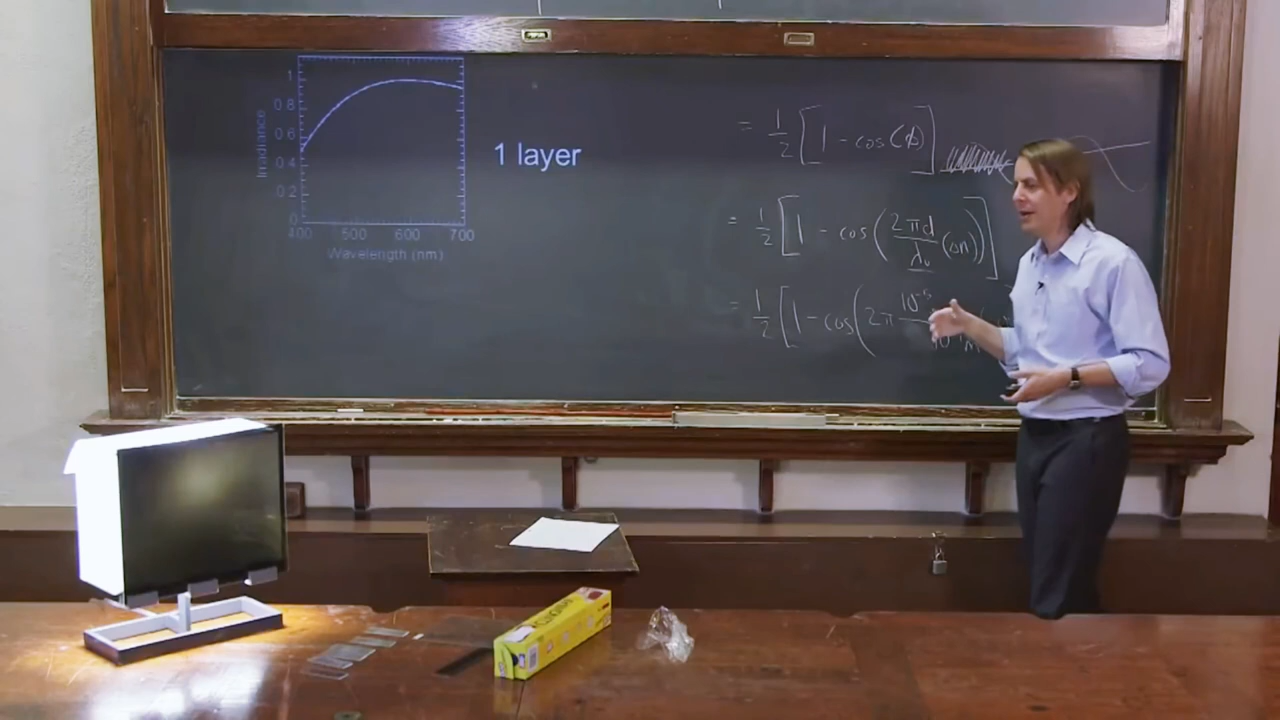 1
0.8
0.6
0.4
0.2
0
Irradiance
400 500 600 700
Wavelength (nm)
1 layer
= 1/2 [1 - cos(φ)]
= 1/2 [1 - cos(2πd/λ₀ (Δn))]
= 1/2 [1 - cos(2π 10⁻⁵